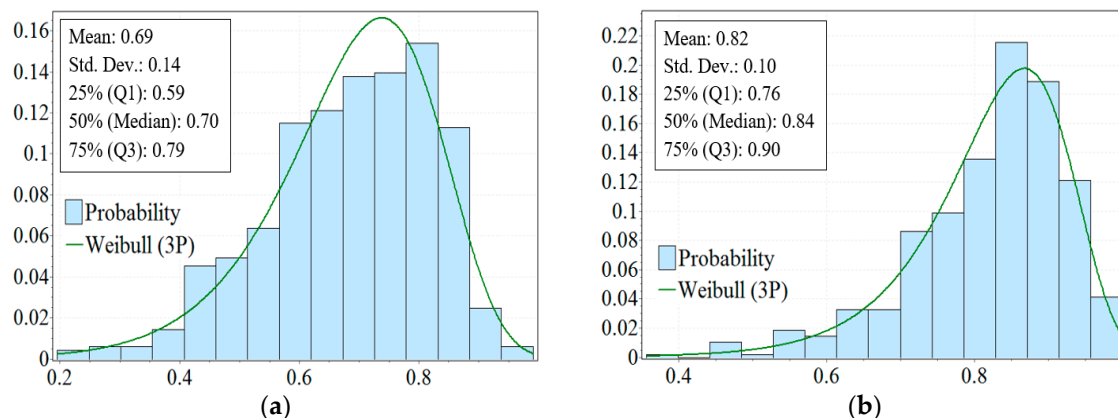 0.16
0.14
0.12
0.1
0.08
0.06
0.04
0.02
0
Mean: 0.69
Std. Dev.: 0.14
25% (Q1): 0.59
50% (Median): 0.70
75% (Q3): 0.79
Probability
Weibull (3P)
0.2 0.4 0.6 0.8
(a)
0.22
0.2
0.18
0.16
0.14
0.12
0.1
0.08
0.06
0.04
0.02
0
Mean: 0.82
Std. Dev.: 0.10
25% (Q1): 0.76
50% (Median): 0.84
75% (Q3): 0.90
Probability
Weibull (3P)
0.4 0.6 0.8
(b)